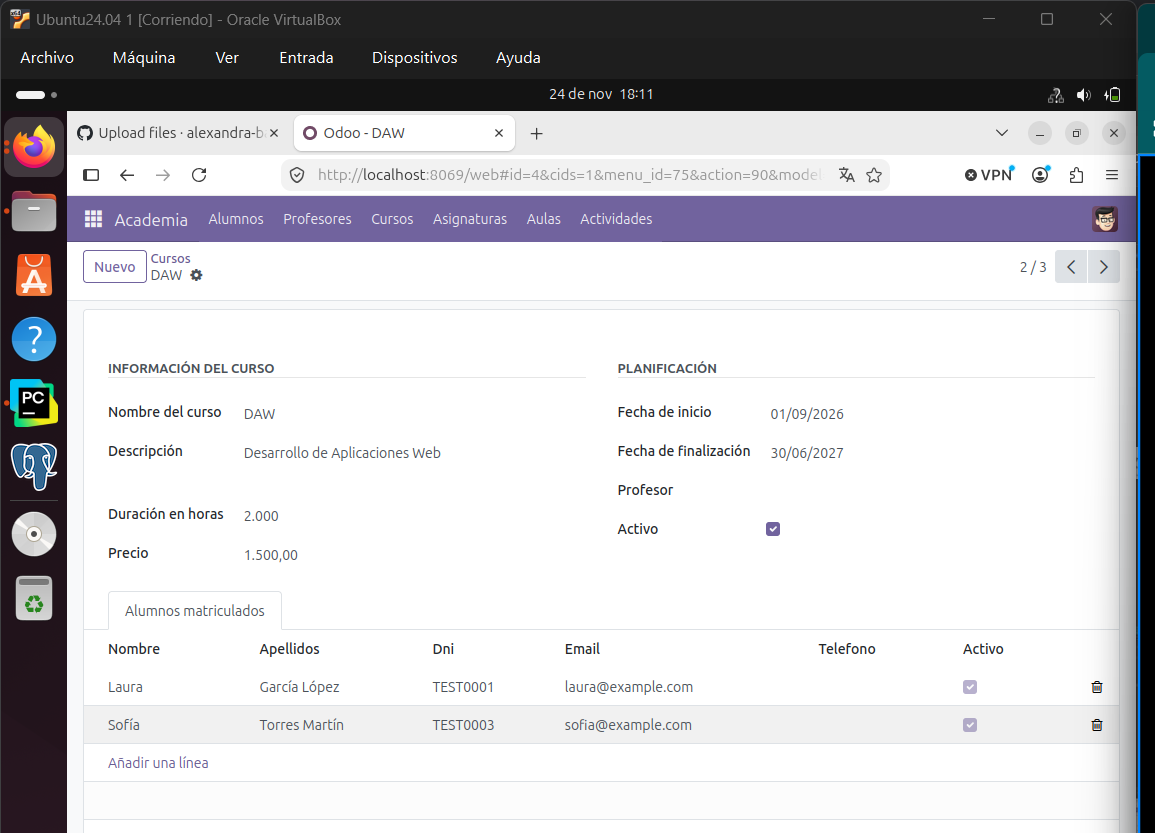 Ubuntu24.04 1 [Corriendo] - Oracle VirtualBox
Archivo Máquina Ver Entrada Dispositivos Ayuda
24 de nov 18:11
Upload files · alexandra-b
Odoo - DAW
http://localhost:8069/web#id=4&cids=1&menu_id=75&action=90&model
VPN
Academia Alumnos Profesores Cursos Asignaturas Aulas Actividades
Nuevo
Cursos
DAW
2 / 3
INFORMACIÓN DEL CURSO
Nombre del curso DAW
Descripción Desarrollo de Aplicaciones Web
Duración en horas 2.000
Precio 1.500,00
PLANIFICACIÓN
Fecha de inicio 01/09/2026
Fecha de finalización 30/06/2027
Profesor
Activo
Alumnos matriculados
Nombre Apellidos Dni Email Telefono Activo
Laura García López TEST0001 laura@example.com
Sofía Torres Martín TEST0003 sofia@example.com
Añadir una línea
PC